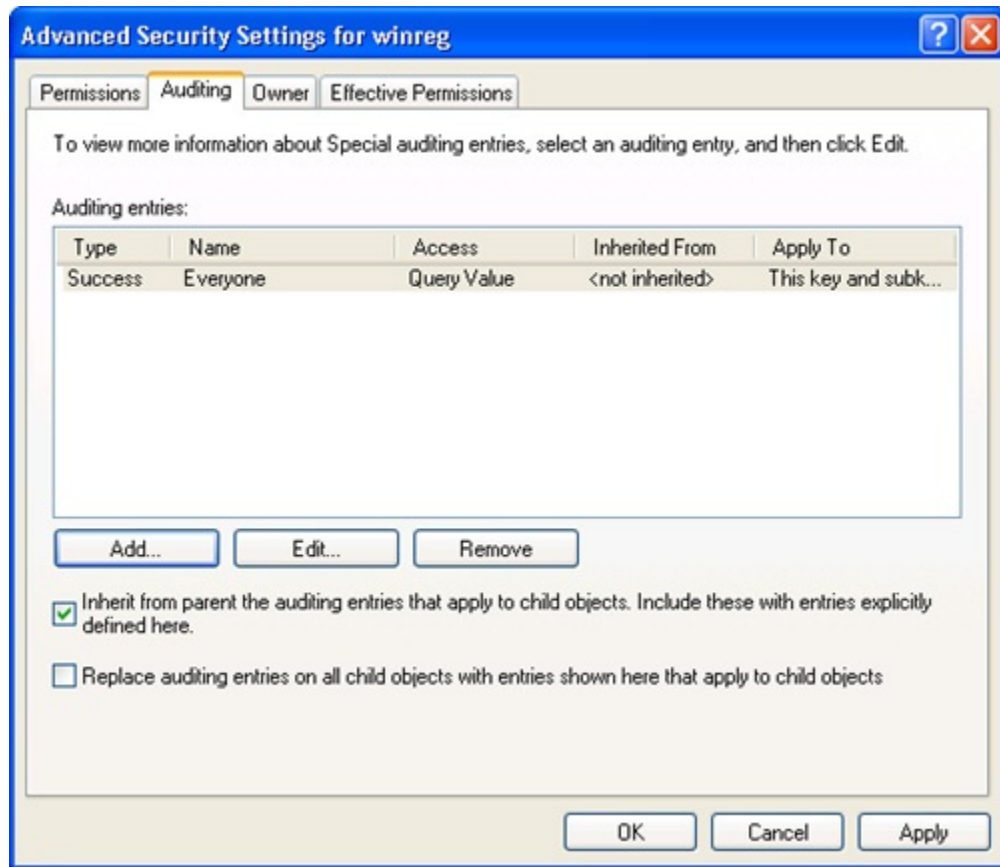 Advanced Security Settings for winreg
Permissions Auditing Owner Effective Permissions
To view more information about Special auditing entries, select an auditing entry, and then click Edit.
Auditing entries:
Type Name Access Inherited From Apply To
Success Everyone Query Value <not inherited> This key and subk...
Add... Edit... Remove
Inherit from parent the auditing entries that apply to child objects. Include these with entries explicitly
defined here.
Replace auditing entries on all child objects with entries shown here that apply to child objects
OK Cancel Apply